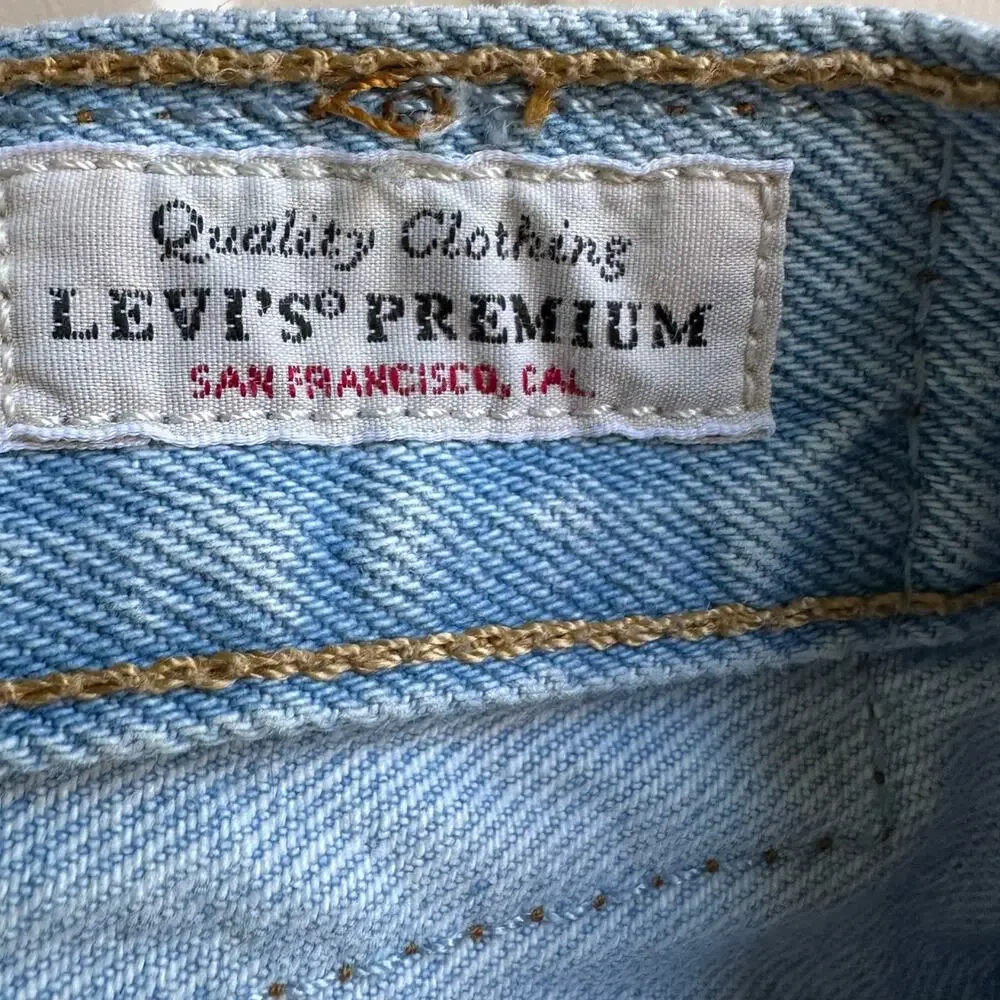 Quality Clothing
LEVI'S® PREMIUM
SAN FRANCISCO, CAL.